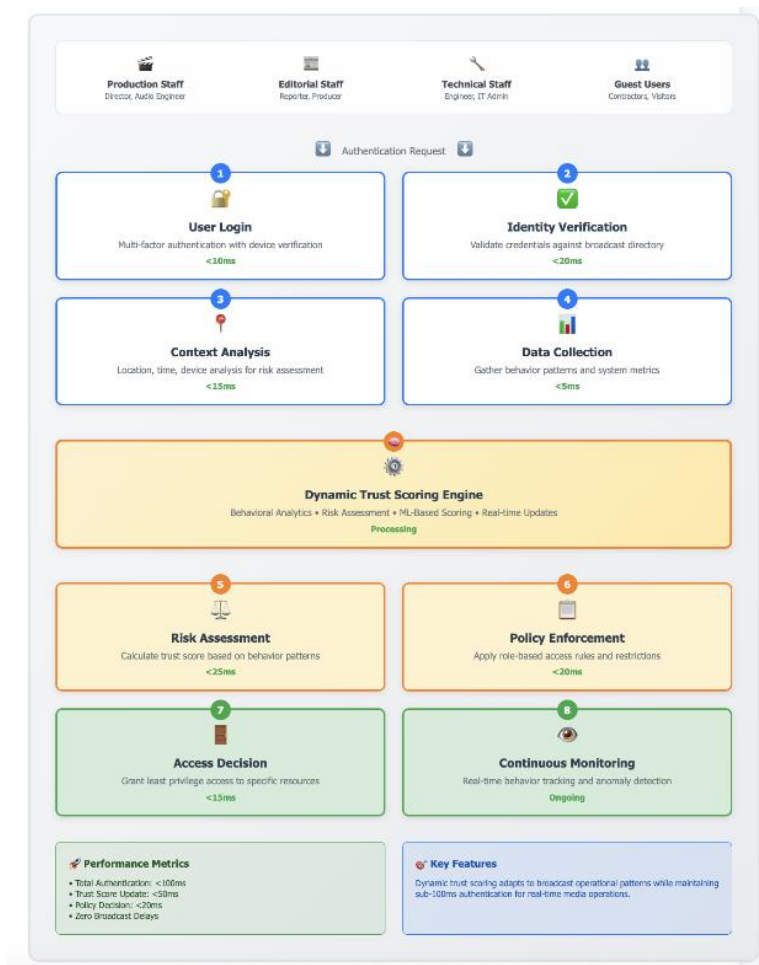 Production Staff
Director, Audio Engineer
Editorial Staff
Reporter, Producer
Technical Staff
Engineer, IT Admin
Guest Users
Contractors, Visitors
Authentication Request
1
User Login
Multi-factor authentication with device verification
<10ms
2
Identity Verification
Validate credentials against broadcast directory
<20ms
3
Context Analysis
Location, time, device analysis for risk assessment
<15ms
4
Data Collection
Gather behavior patterns and system metrics
<5ms
Dynamic Trust Scoring Engine
Behavioral Analytics • Risk Assessment • ML-Based Scoring • Real-time Updates
Processing
5
Risk Assessment
Calculate trust score based on behavior patterns
<25ms
6
Policy Enforcement
Apply role-based access rules and restrictions
<20ms
7
Access Decision
Grant least privilege access to specific resources
<15ms
8
Continuous Monitoring
Real-time behavior tracking and anomaly detection
Ongoing
Performance Metrics
• Total Authentication: <100ms
• Trust Score Update: <50ms
• Policy Decision: <20ms
• Zero Broadcast Delays
Key Features
Dynamic trust scoring adapts to broadcast operational patterns while maintaining
sub-100ms authentication for real-time media operations.